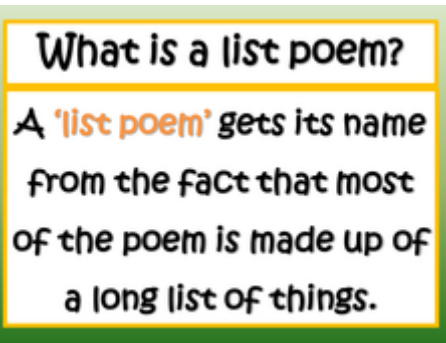 What is a list poem?
A 'list poem' gets its name
from the fact that most
of the poem is made up of
a long list of things.